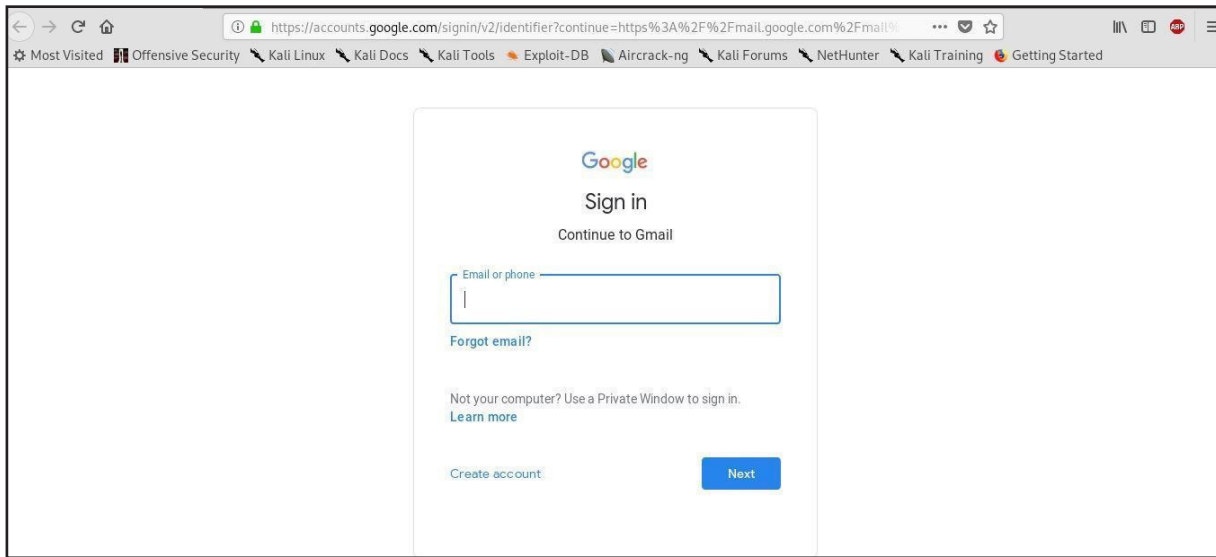 https://accounts.google.com/signin/v2/identifier?continue=https%3A%2F%2Fmail.google.com%2Fmail%
Most Visited Offensive Security Kali Linux Kali Docs Kali Tools Exploit-DB Aircrack-ng Kali Forums NetHunter Kali Training Getting Started
ABP
Google
Sign in
Continue to Gmail
Email or phone
Forgot email?
Not your computer? Use a Private Window to sign in.
Learn more
Create account Next